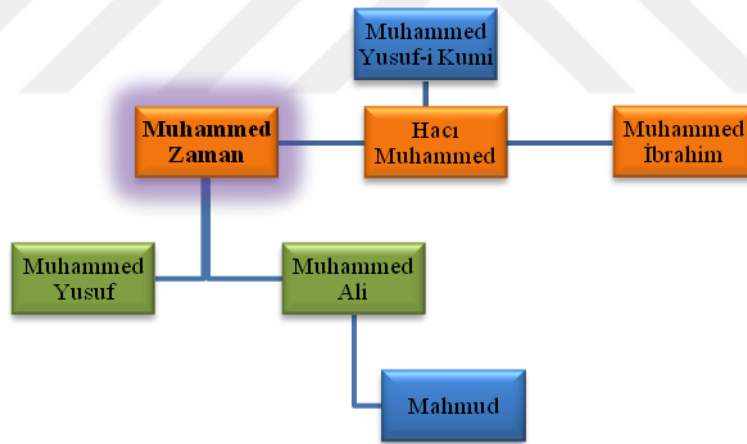 Muhammed
Yusuf-i Kumi
Muhammed
Zaman
Hacı
Muhammed
Muhammed
İbrahim
Muhammed
Yusuf
Muhammed
Ali
Mahmud